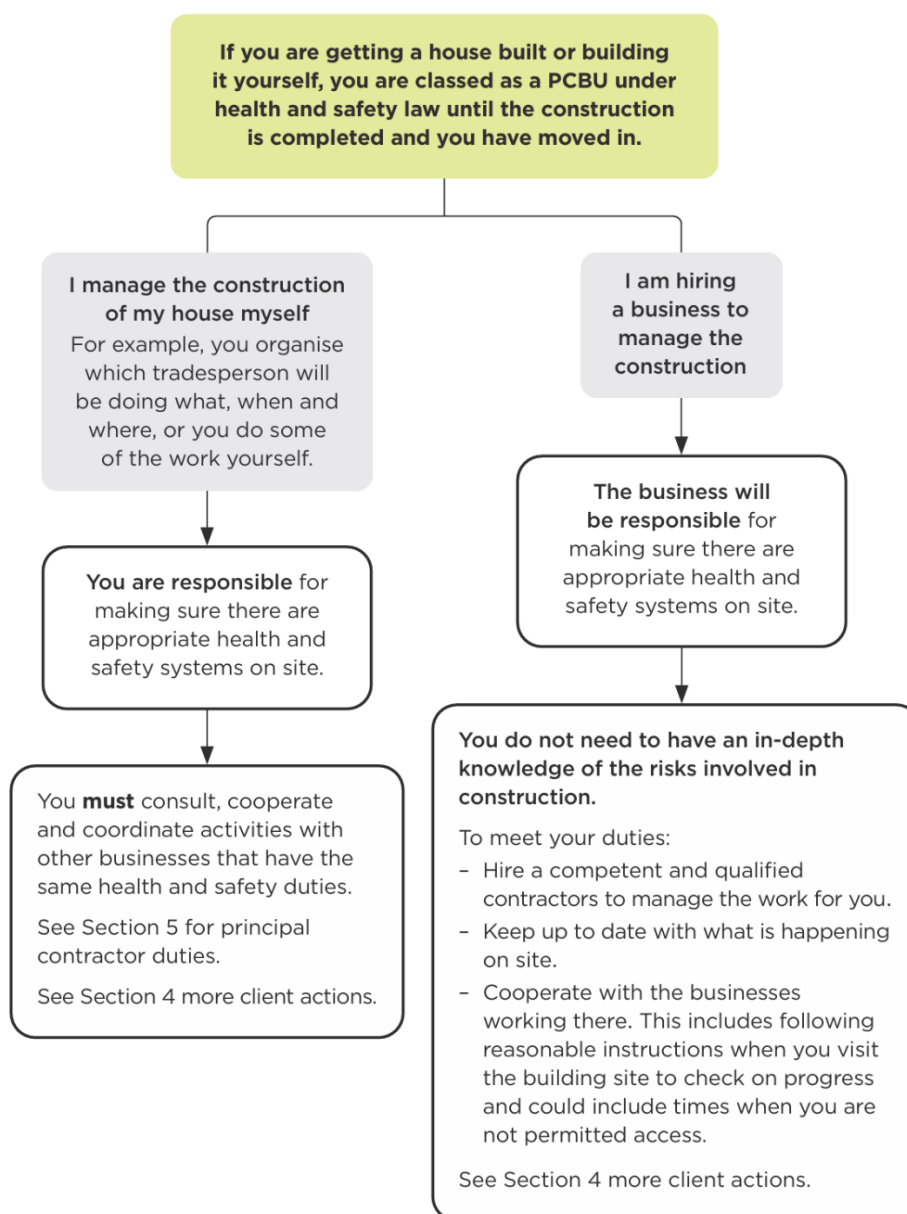 If you are getting a house built or building
it yourself, you are classed as a PCBU under
health and safety law until the construction
is completed and you have moved in.
I manage the construction
of my house myself
For example, you organise
which tradesperson will
be doing what, when and
where, or you do some
of the work yourself.
You are responsible for
making sure there are
appropriate health and
safety systems on site.
You must consult, cooperate
and coordinate activities with
other businesses that have the
same health and safety duties.
See Section 5 for principal
contractor duties.
See Section 4 more client actions.
I am hiring
a business to
manage the
construction
The business will
be responsible for
making sure there are
appropriate health and
safety systems on site.
You do not need to have an in-depth
knowledge of the risks involved in
construction.
To meet your duties:
– Hire a competent and qualified
contractors to manage the work for you.
– Keep up to date with what is happening
on site.
– Cooperate with the businesses
working there. This includes following
reasonable instructions when you visit
the building site to check on progress
and could include times when you are
not permitted access.
See Section 4 more client actions.